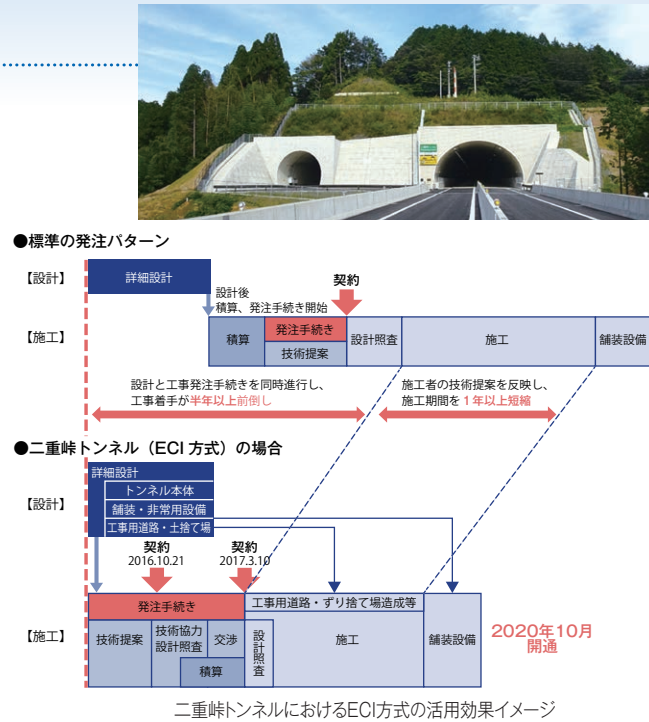 ●標準の発注パターン
【設計】
詳細設計
設計後
積算、発注手続き開始
契約
【施工】
積算
発注手続き
技術提案
設計照査
施工
舗装設備
設計と工事発注手続きを同時進行し、
工事着手が半年以上前倒し
施工者の技術提案を反映し、
施工期間を1年以上短縮
●二重峠トンネル（ECI方式）の場合
【設計】
詳細設計
トンネル本体
舗装・非常用設備
工事用道路・土捨て場
契約
2016.10.21
契約
2017.3.10
【施工】
発注手続き
工事用道路・ずり捨て場造成等
技術提案
技術協力
設計照査
交渉
積算
設計照査
施工
舗装設備
2020年10月
開通
二重峠トンネルにおけるECI方式の活用効果イメージ